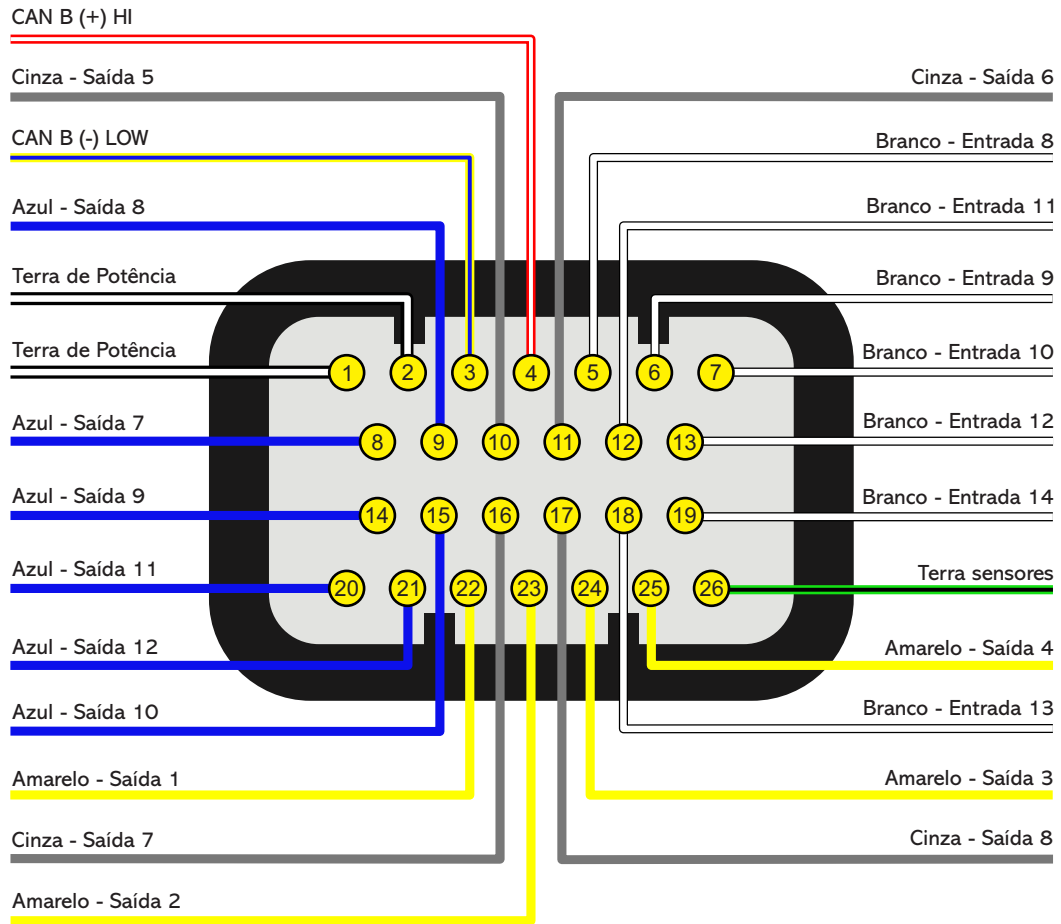 CAN B (+) HI
Cinza - Saída 5
Cinza - Saída 6
CAN B (-) LOW
Branco - Entrada 8
Azul - Saída 8
Branco - Entrada 11
Terra de Potência
Branco - Entrada 9
Terra de Potência
Branco - Entrada 10
1 2 3 4 5 6 7
Azul - Saída 7
Branco - Entrada 12
8 9 10 11 12 13
Azul - Saída 9
Branco - Entrada 14
14 15 16 17 18 19
Azul - Saída 11
Terra sensores
20 21 22 23 24 25 26
Azul - Saída 12
Amarelo - Saída 4
Azul - Saída 10
Branco - Entrada 13
Amarelo - Saída 1
Amarelo - Saída 3
Cinza - Saída 7
Cinza - Saída 8
Amarelo - Saída 2